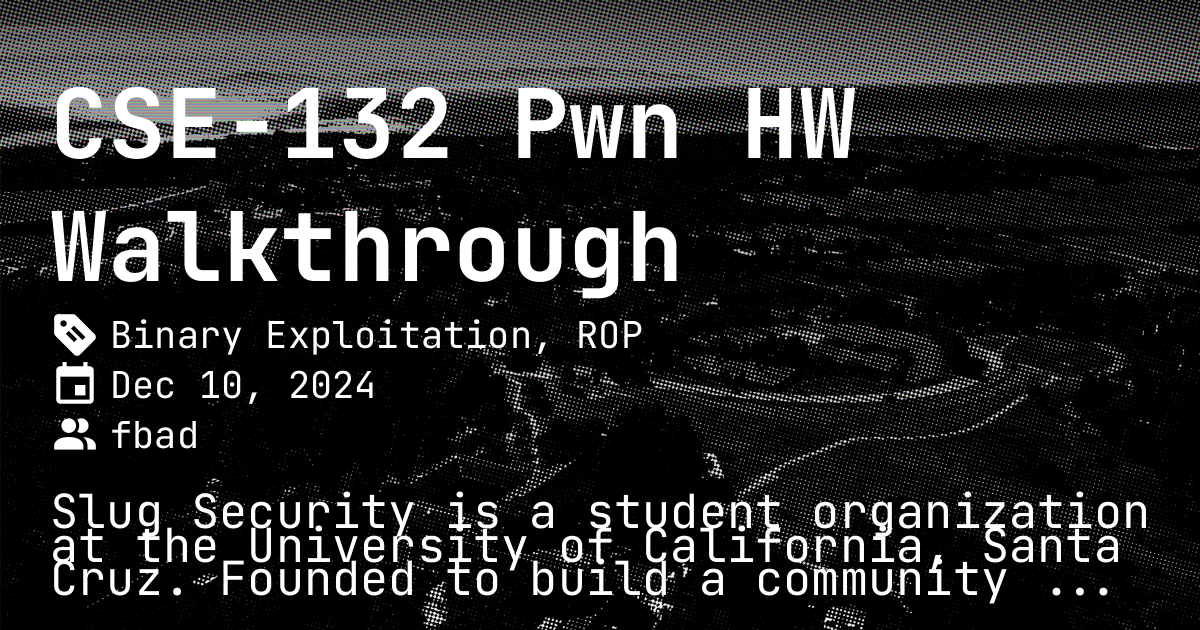 CSE-132 Pwn HW
Walkthrough
Binary Exploitation, ROP
Dec 10, 2024
fbad
Slug Security is a student organization
at the University of California, Santa
Cruz. Founded to build a community ...